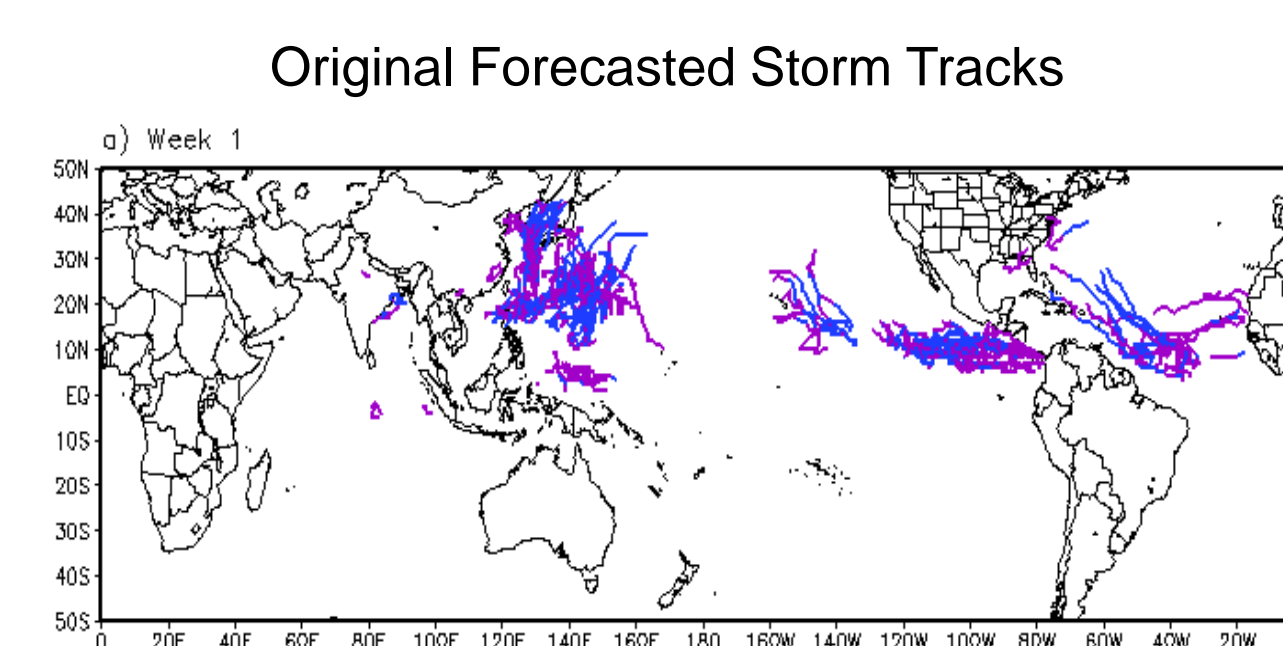 Original Forecasted Storm Tracks
a) Week 1
50N
40N
30N
20N
10N
EQ
10S
20S
30S
40S
50S
0 20E 40E 60E 80E 100E 120E 140E 160E 180 160W 140W 120W 100W 80W 60W 40W 20W